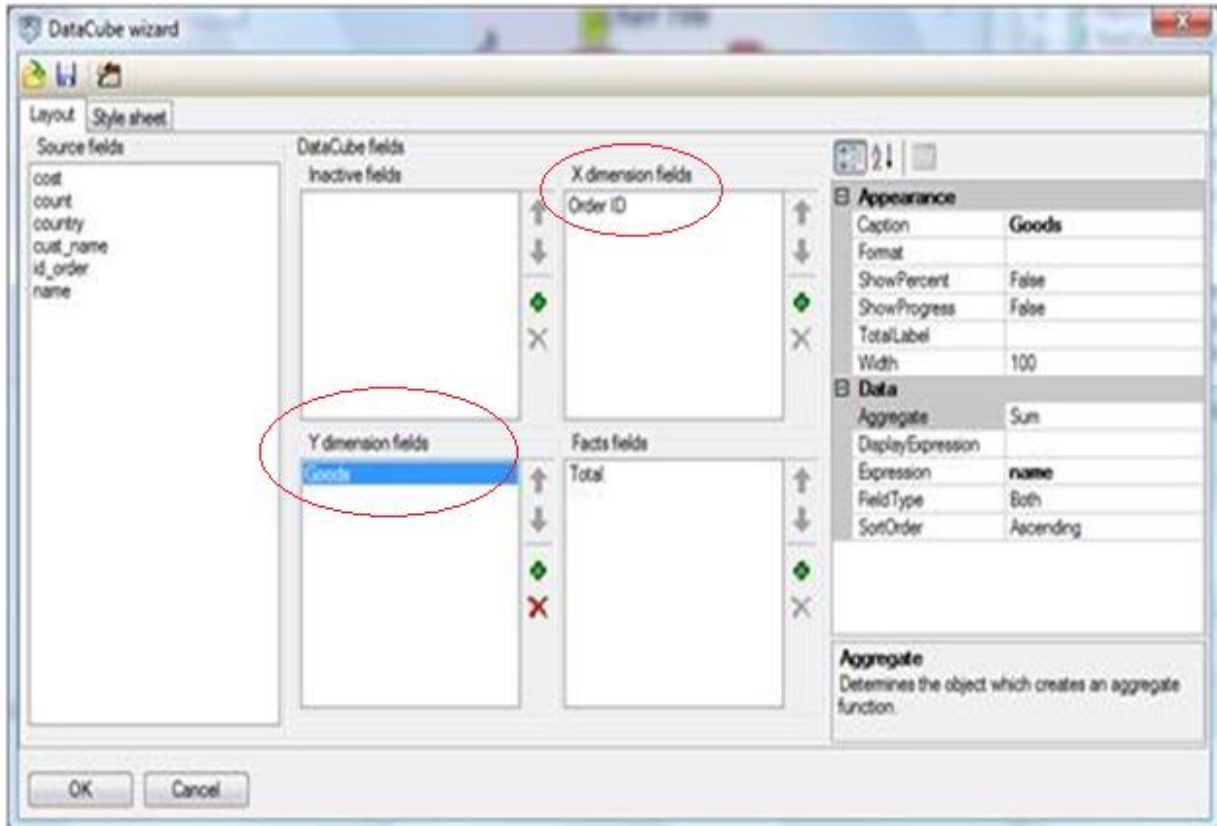 DataCube wizard
Layout Style sheet
Source fields
cost
count
country
cust_name
id_order
name
DataCube fields
Inactive fields
X dimension fields
Order ID
Y dimension fields
Goods
Facts fields
Total
Appearance
Caption Goods
Format
ShowPercent False
ShowProgress False
TotalLabel
Width 100
Data
Aggregate Sum
DisplayExpression
Expression name
FieldType Both
SortOrder Ascending
Aggregate
Determines the object which creates an aggregate
function.
OK Cancel